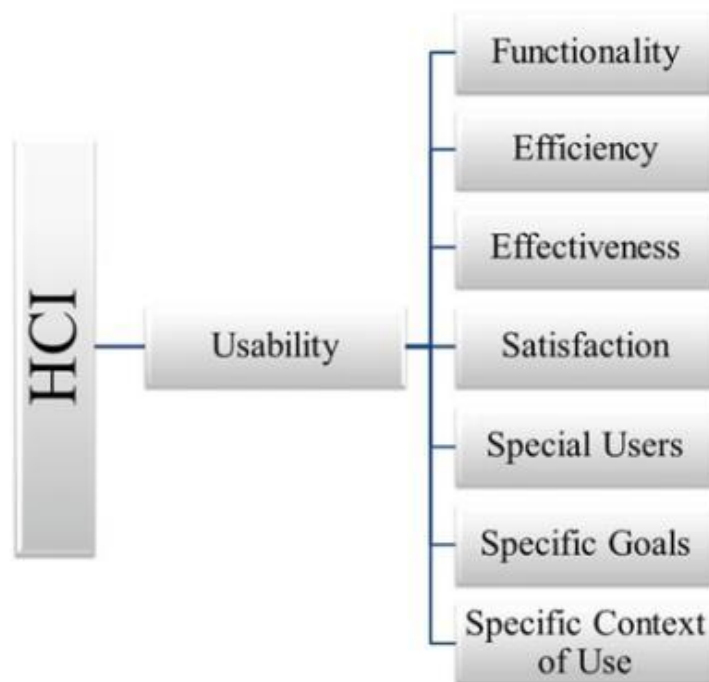 HCI
Usability
Functionality
Efficiency
Effectiveness
Satisfaction
Special Users
Specific Goals
Specific Context
of Use